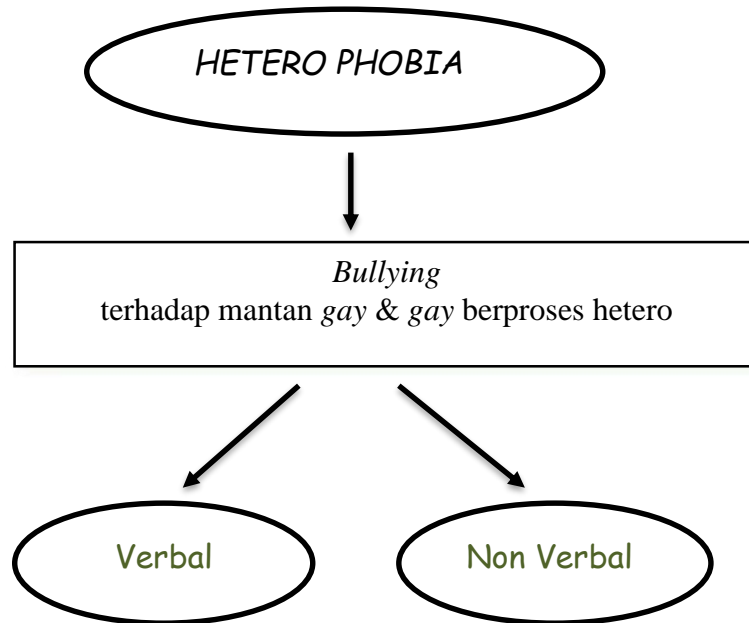 HETERO PHOBIA
Bullying
terhadap mantan gay & gay berproses hetero
Verbal
Non Verbal